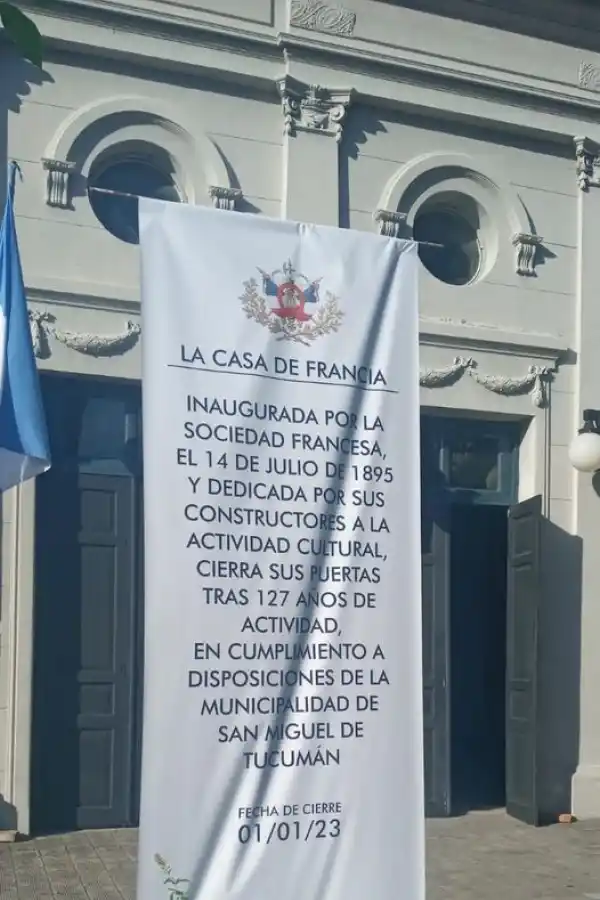 LA CASA DE FRANCIA
INAUGURADA POR LA
SOCIEDAD FRANCESA,
EL 14 DE JULIO DE 1895
Y DEDICADA POR SUS
CONSTRUCTORES A LA
ACTIVIDAD CULTURAL,
CIERRA SUS PUERTAS
TRAS 127 AÑOS DE
ACTIVIDAD,
EN CUMPLIMIENTO A
DISPOSICIONES DE LA
MUNICIPALIDAD DE
SAN MIGUEL DE
TUCUMÁN
FECHA DE CIERRE
01/01/23